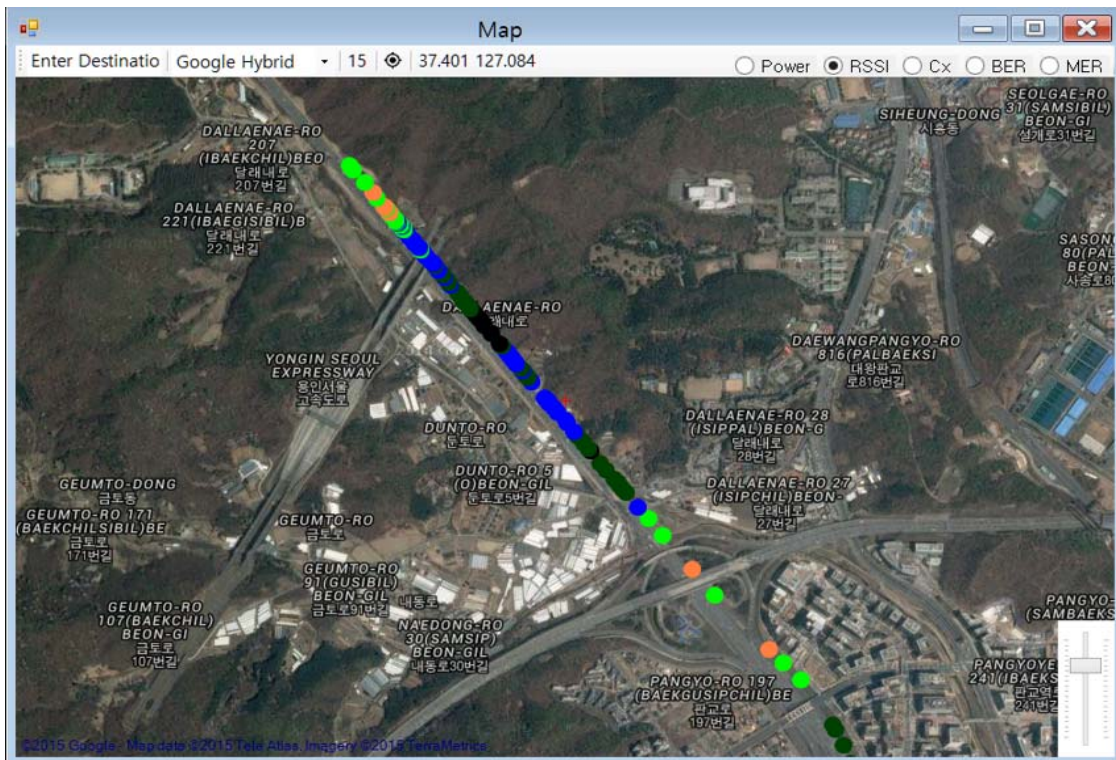 Map
Enter Destinatio Google Hybrid 15 37.401 127.084
Power RSSI Cx BER MER
SEOLGAE-RO
31(SAMSIBIL)
BEON-GI
설개로31번길
SIHEUNG-DONG
시흥동
DALLAENAE-RO
207
(IBAEKCHIL)BEO
달래내로
207번길
DALLAENAE-RO
221(IBAEGISIBIL)B
달래내로
221번길
SASONG
80(PAL
BEON-
사송로80
AENAE-RO
래내로
DAEWANGPANGYO-RO
816(PALBAEKSI
대왕판교
로816번길
YONGIN SEOUL
EXPRESSWAY
용인서울
고속도로
DUNTO-RO
둔토로
DALLAENAE-RO 28
(ISIPPAL)BEON-G
달래내로
28번길
DUNTO-RO 5
(O)BEON-GIL
둔토로5번길
DALLAENAE-RO 27
(ISIPCHIL)BEON-
달래내로
27번길
GEUMTO-DONG
금토동
GEUMTO-RO 171
(BAEKCHILSIBIL)BE
금토로
171번길
GEUMTO-RO
금토로
GEUMTO-RO
91(GUSIBIL)
BEON-GIL
금토로91번길
내동로
GEUMTO-RO
107(BAEKCHIL)
BEON-GI
금토로
107번길
NAEDONG-RO
30(SAMSIP)
BEON-GIL
내동로30번길
PANGYO-
(SAMBAEKS
PANGYO-RO 197
(BAEKGUSIPCHIL)BE
판교로
197번길
PANGYOYE
241(IBAEKS
판교역로
241번길
©2015 Google - Map data ©2015 Tele Atlas, Imagery ©2015 TerraMetrics